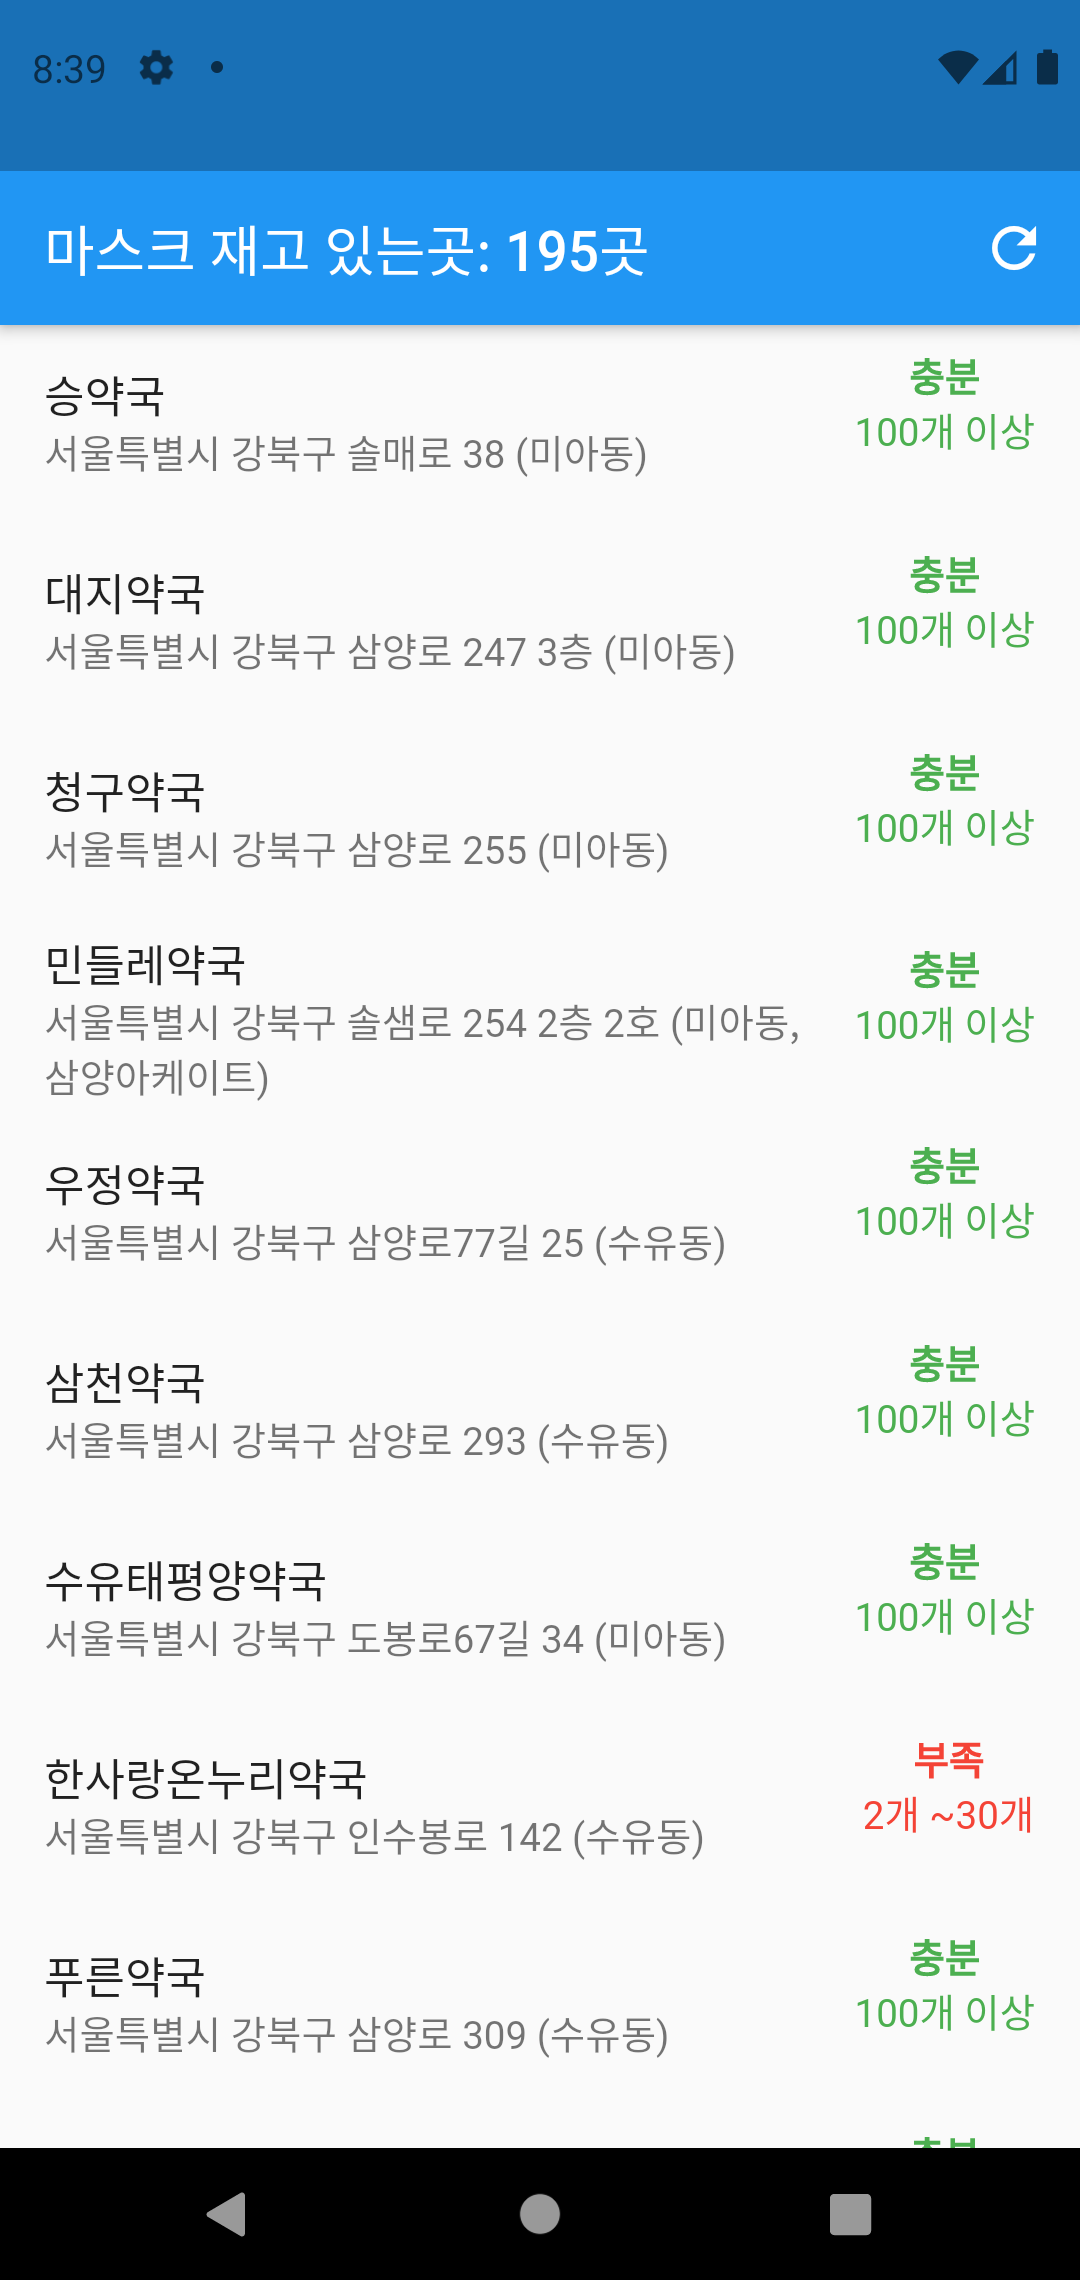 8:39
마스크 재고 있는곳: 195곳
승약국
서울특별시 강북구 솔매로 38 (미아동)
충분
100개 이상
대지약국
서울특별시 강북구 삼양로 247 3층 (미아동)
충분
100개 이상
청구약국
서울특별시 강북구 삼양로 255 (미아동)
충분
100개 이상
민들레약국
서울특별시 강북구 솔샘로 254 2층 2호 (미아동,
삼양아케이트)
충분
100개 이상
우정약국
서울특별시 강북구 삼양로77길 25 (수유동)
충분
100개 이상
삼천약국
서울특별시 강북구 삼양로 293 (수유동)
충분
100개 이상
수유태평양약국
서울특별시 강북구 도봉로67길 34 (미아동)
충분
100개 이상
한사랑온누리약국
서울특별시 강북구 인수봉로 142 (수유동)
부족
2개 ~30개
푸른약국
서울특별시 강북구 삼양로 309 (수유동)
충분
100개 이상